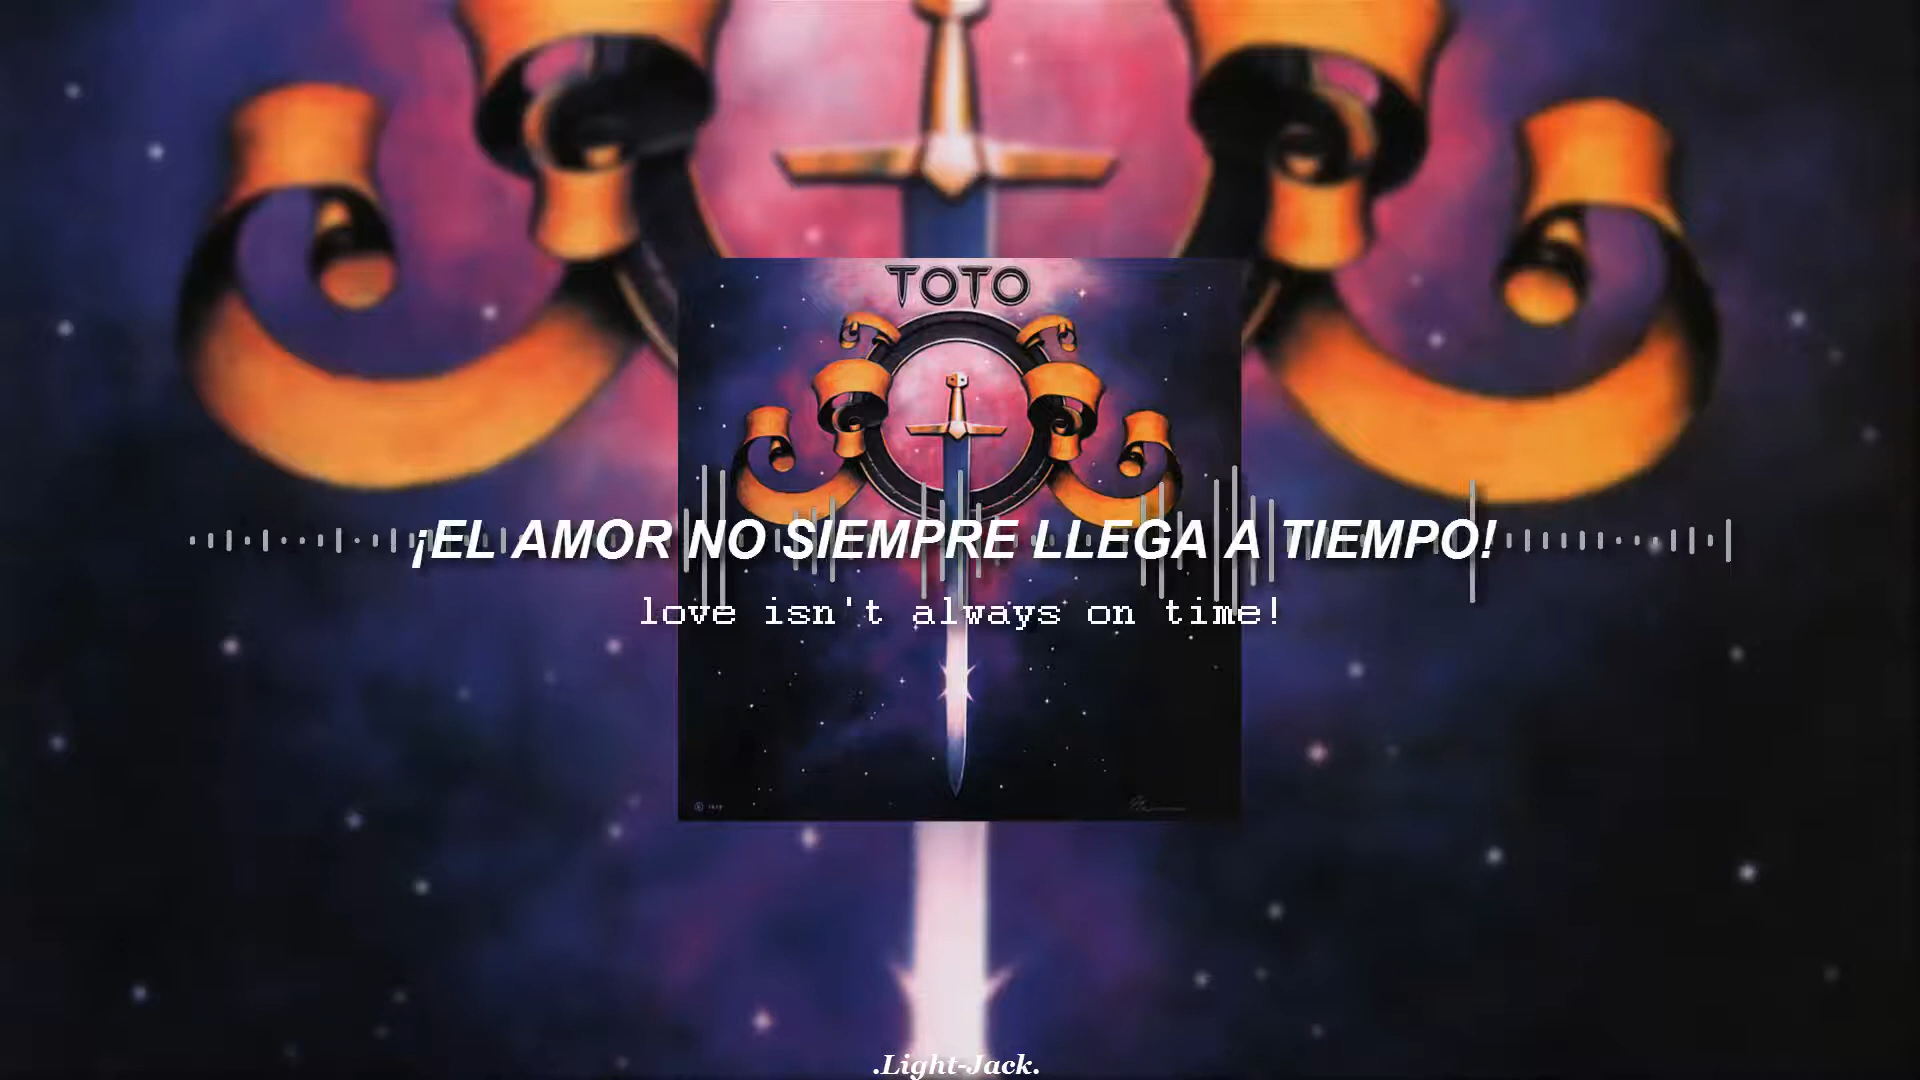 TOTO
¡EL AMOR NO SIEMPRE LLEGA A TIEMPO!
love isn't always on time!
.Light-Jack.